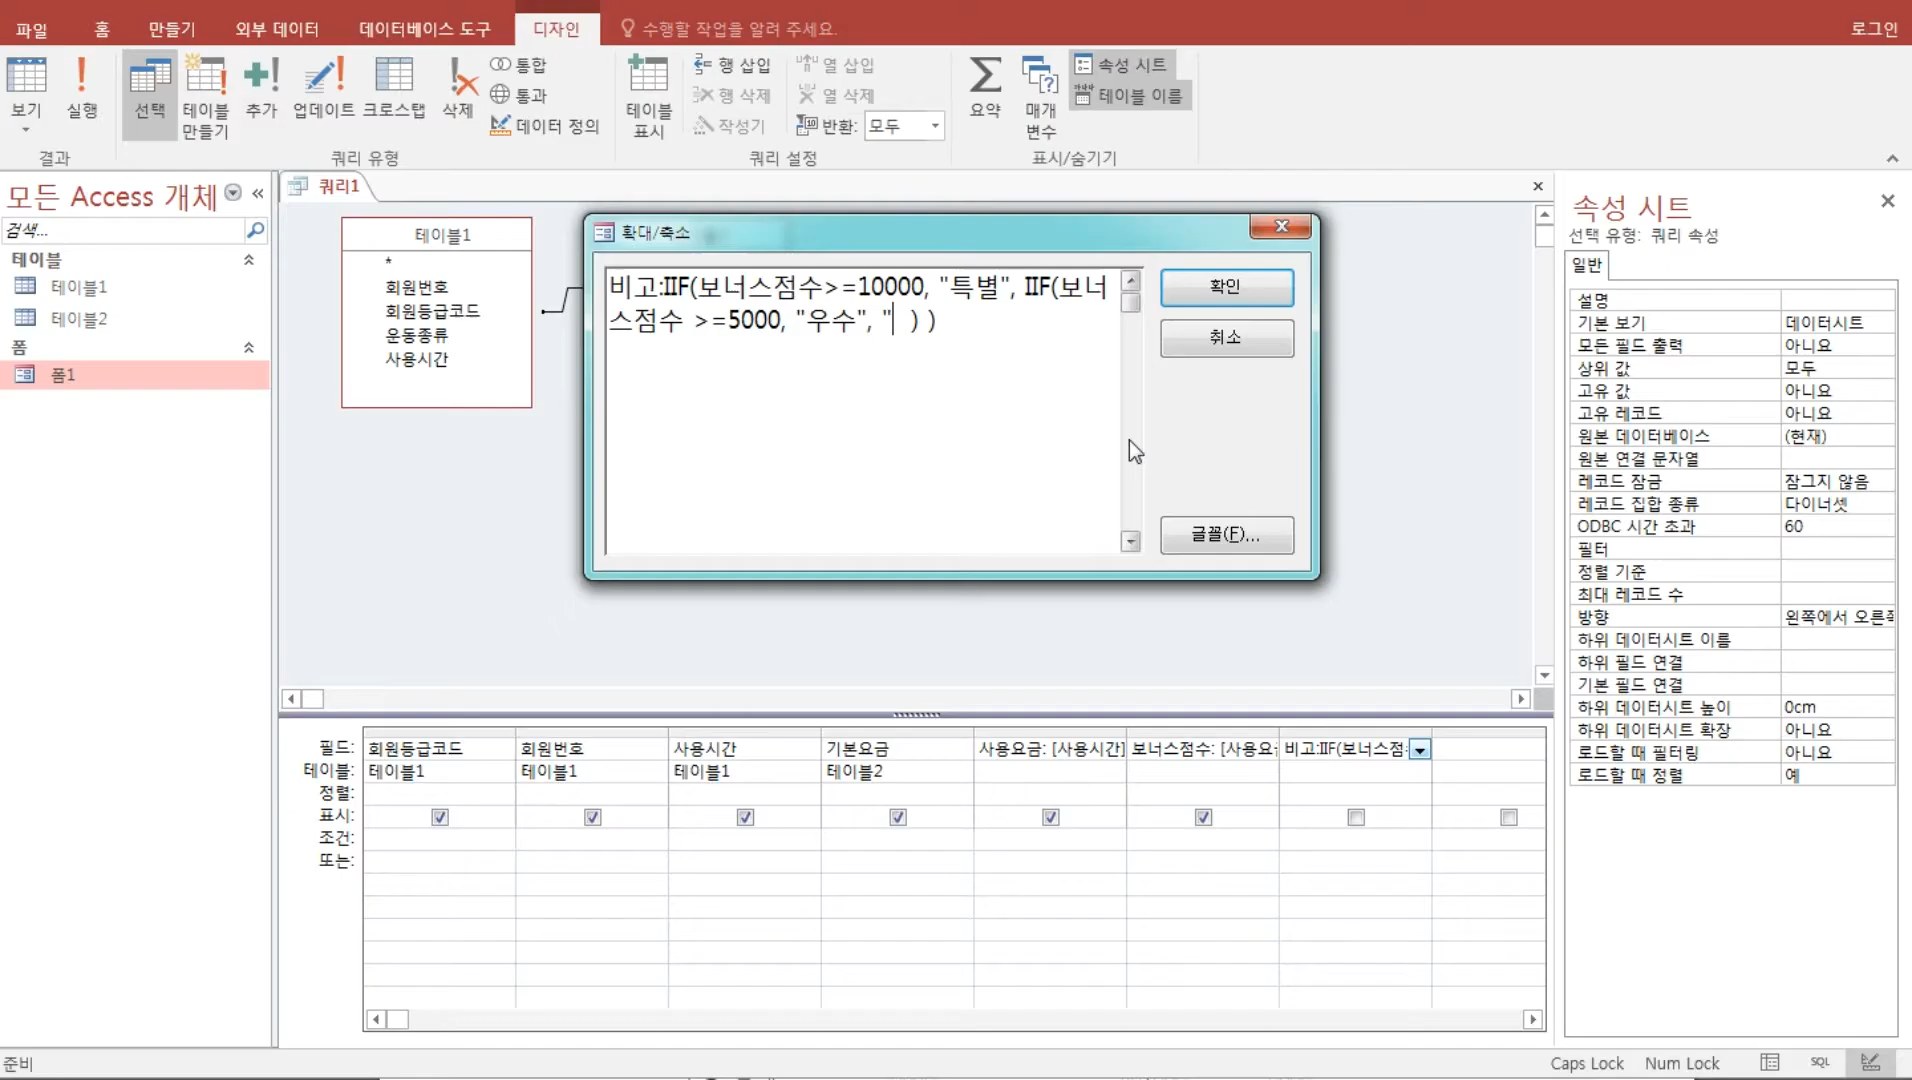 파일 홈 만들기 외부 데이터 데이터베이스 도구 디자인 수행할 작업을 알려 주세요. 로그인
보기 실행 선택 테이블 만들기 추가 업데이트 크로스탭 삭제 통합 통과 데이터 정의
테이블 표시 행 삽입 행 삭제 작성기 열 삽입 열 삭제 반환: 모두
요약 매개 변수 속성 시트 테이블 이름
결과 쿼리 유형 쿼리 설정 표시/숨기기
모든 Access 개체 «
검색...
테이블
테이블1
테이블2
폼
폼1
쿼리1
테이블1
*
회원번호
회원등급코드
운동종류
사용시간
확대/축소
비고:IIF(보너스점수>=10000, "특별", IIF(보너
스점수 >=5000, "우수", " ) )
확인
취소
글꼴(F)...
필드: 회원등급코드 회원번호 사용시간 기본요금 사용요금: [사용시간] 보너스점수: [사용요금 비고:IIF(보너스점수
테이블: 테이블1 테이블1 테이블1 테이블2
정렬:
표시:
조건:
또는:
속성 시트
선택 유형: 쿼리 속성
일반
설명
기본 보기 데이터시트
모든 필드 출력 아니요
상위 값 모두
고유 값 아니요
고유 레코드 아니요
원본 데이터베이스 (현재)
원본 연결 문자열
레코드 잠금 잠그지 않음
레코드 집합 종류 다이너셋
ODBC 시간 초과 60
필터
정렬 기준
최대 레코드 수
방향 왼쪽에서 오른쪽
하위 데이터시트 이름
하위 필드 연결
기본 필드 연결
하위 데이터시트 높이 0cm
하위 데이터시트 확장 아니요
로드할 때 필터링 아니요
로드할 때 정렬 예
준비 Caps Lock Num Lock SQL